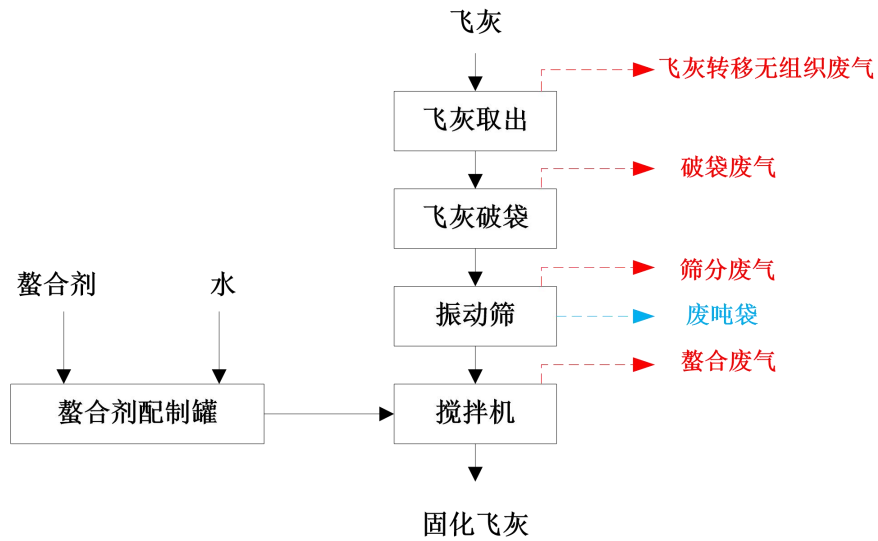 飞灰
飞灰转移无组织废气
飞灰取出
破袋废气
飞灰破袋
筛分废气
螯合剂
水
振动筛
废吨袋
螯合废气
螯合剂配制罐
搅拌机
固化飞灰